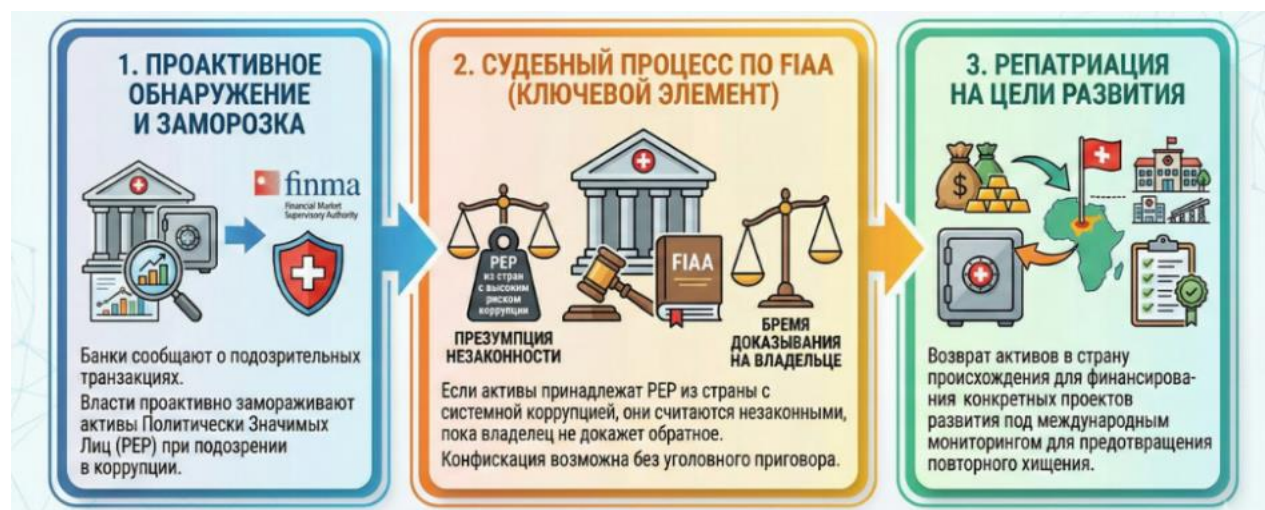 1. ПРОАКТИВНОЕ
ОБНАРУЖЕНИЕ
И ЗАМОРОЗКА
finma
Financial Market
Supervisory Authority
Банки сообщают о подозрительных
транзакциях.
Власти проактивно замораживают
активы Политически Значимых
Лиц (PEP) при подозрении
в коррупции.
2. СУДЕБНЫЙ ПРОЦЕСС ПО FIAA
(КЛЮЧЕВОЙ ЭЛЕМЕНТ)
PEP
из стран
с высоким
риском
коррупции
FIAA
ПРЕЗУМПЦИЯ
НЕЗАКОННОСТИ
БРЕМЯ
ДОКАЗЫВАНИЯ
НА ВЛАДЕЛЬЦЕ
Если активы принадлежат PEP из страны с
системной коррупцией, они считаются незаконными,
пока владелец не докажет обратное.
Конфискация возможна без уголовного приговора.
3. РЕПАТРИАЦИЯ
НА ЦЕЛИ РАЗВИТИЯ
$
Возврат активов в страну
происхождения для финансирова-
ния конкретных проектов
развития под международным
мониторингом для предотвращения
повторного хищения.